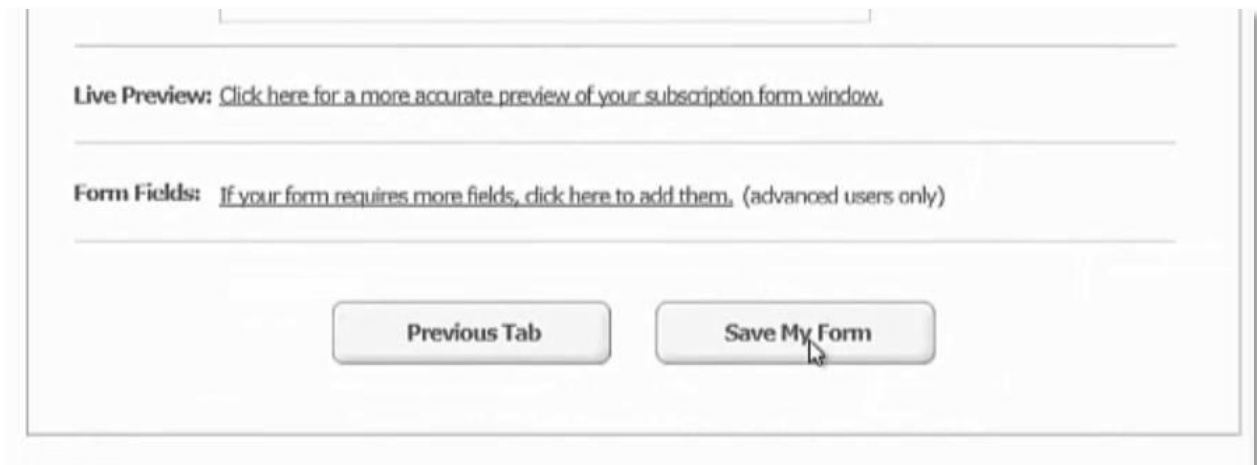 Live Preview: Click here for a more accurate preview of your subscription form window.
Form Fields: If your form requires more fields, click here to add them. (advanced users only)
Previous Tab Save My Form